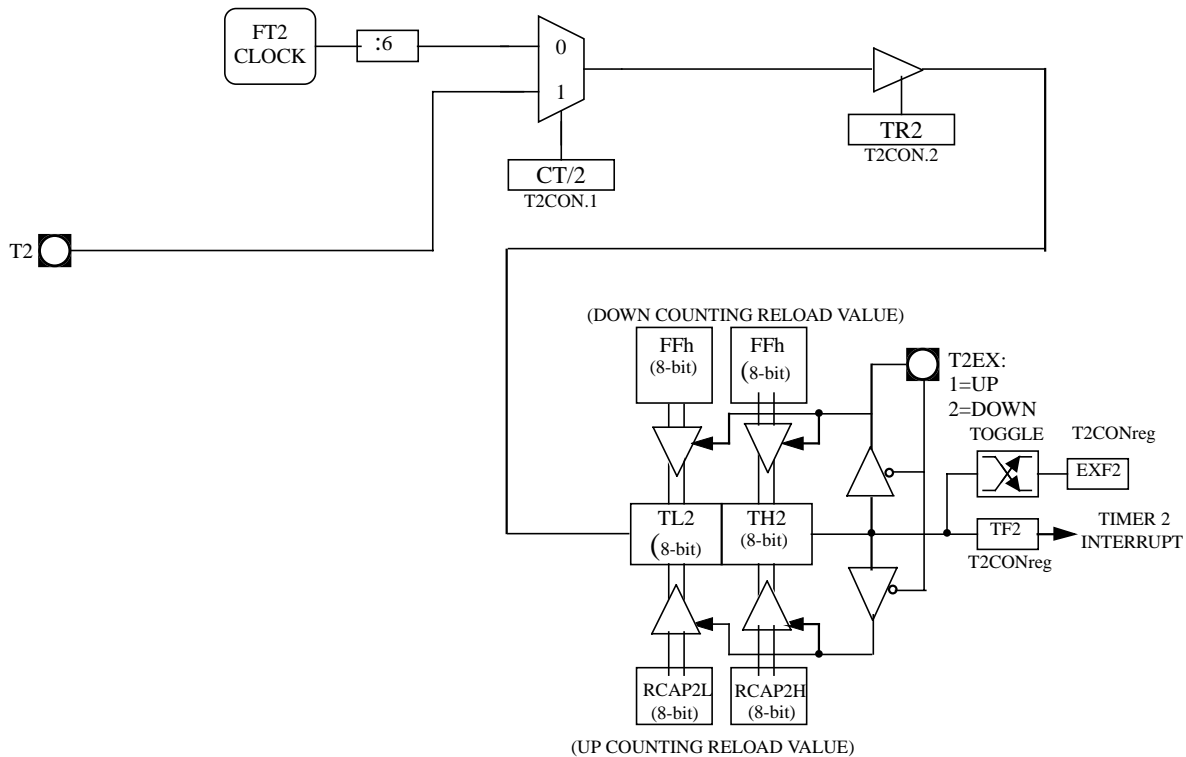 FT2
CLOCK
:6
0
1
TR2
T2CON.2
CT/2
T2CON.1
T2
(DOWN COUNTING RELOAD VALUE)
FFh
(8-bit)
FFh
(8-bit)
T2EX:
1=UP
2=DOWN
TOGGLE
T2CONreg
EXF2
TL2
(8-bit)
TH2
(8-bit)
TF2
T2CONreg
TIMER 2
INTERRUPT
RCAP2L
(8-bit)
RCAP2H
(8-bit)
(UP COUNTING RELOAD VALUE)